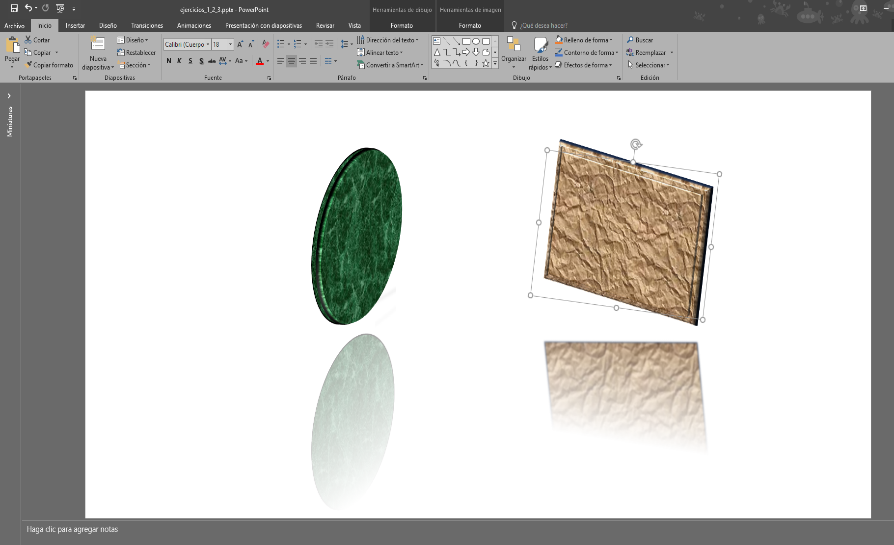 ejercicios_1_2_3.pptx - PowerPoint
Herramientas de dibujo
Herramientas de imagen
Archivo
Inicio
Insertar
Diseño
Transiciones
Animaciones
Presentación con diapositivas
Revisar
Vista
Formato
Formato
¿Qué desea hacer?
Pegar
Cortar
Copiar
Copiar formato
Portapapeles
Nueva
diapositiva
Diseño
Restablecer
Sección
Diapositivas
Calibri (Cuerpo
18
N K S S abc AV Aa A
Fuente
Dirección del texto
Alinear texto
Convertir a SmartArt
Párrafo
Organizar
Estilos
rápidos
Relleno de forma
Contorno de forma
Efectos de forma
Dibujo
Buscar
Reemplazar
Seleccionar
Edición
Miniaturas
Haga clic para agregar notas